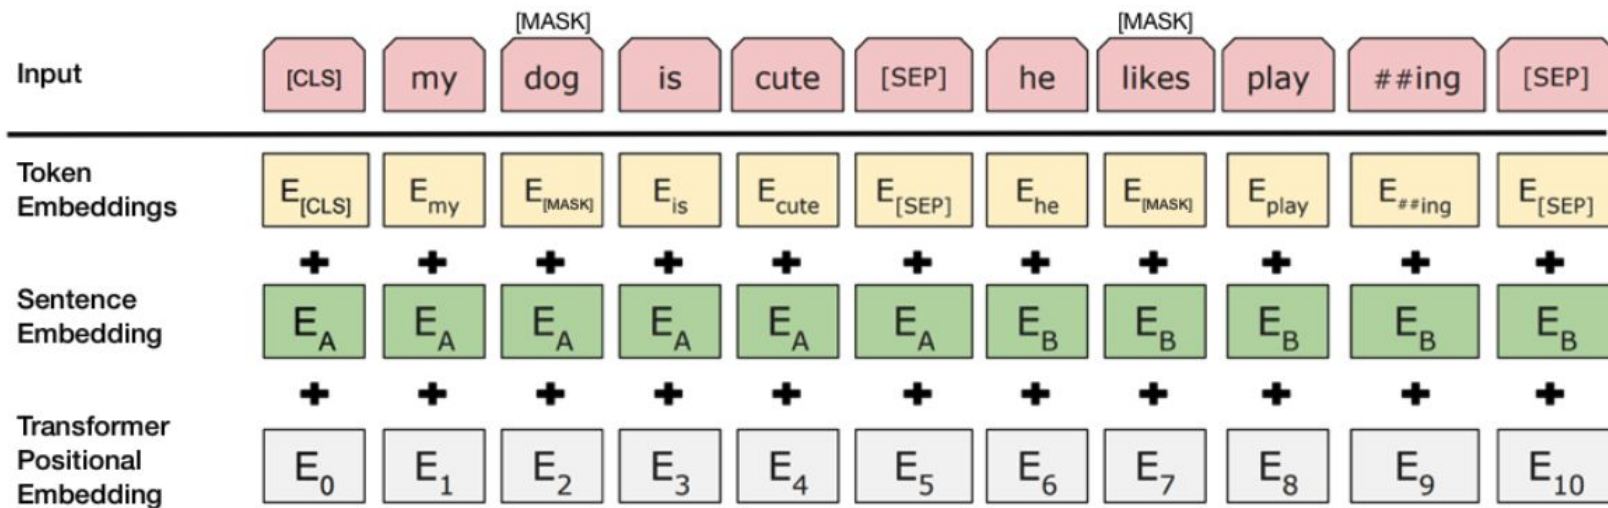 [MASK] [MASK]
Input [CLS] my dog is cute [SEP] he likes play ##ing [SEP]
Token
Embeddings E[CLS] Emy E[MASK] Eis Ecute E[SEP] Ehe E[MASK] Eplay E##ing E[SEP]
+ + + + + + + + + + +
Sentence
Embedding EA EA EA EA EA EA EB EB EB EB EB
+ + + + + + + + + + +
Transformer
Positional
Embedding E0 E1 E2 E3 E4 E5 E6 E7 E8 E9 E10